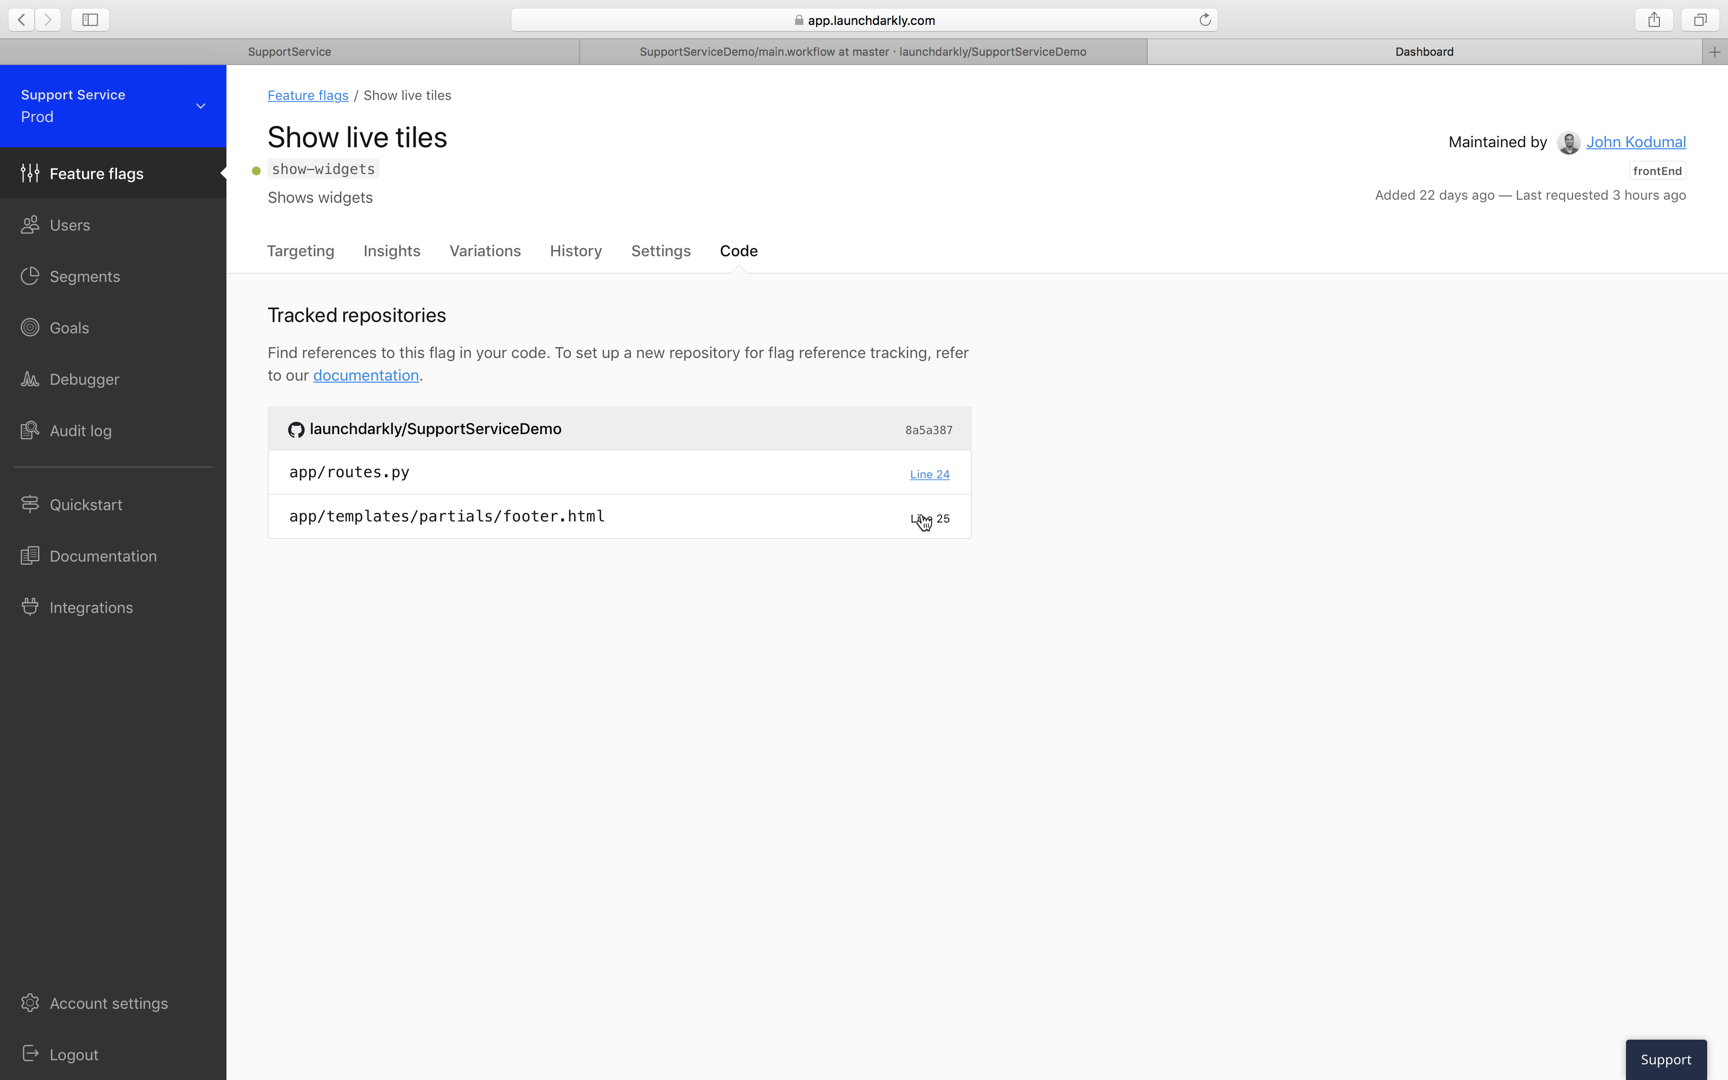 app.launchdarkly.com
SupportService
SupportServiceDemo/main.workflow at master · launchdarkly/SupportServiceDemo
Dashboard
Support Service
Prod
Feature flags
Users
Segments
Goals
Debugger
Audit log
Quickstart
Documentation
Integrations
Account settings
Logout
Feature flags / Show live tiles
Show live tiles
show-widgets
Shows widgets
Maintained by John Kodumal
frontEnd
Added 22 days ago — Last requested 3 hours ago
Targeting Insights Variations History Settings Code
Tracked repositories
Find references to this flag in your code. To set up a new repository for flag reference tracking, refer
to our documentation.
launchdarkly/SupportServiceDemo 8a5a387
app/routes.py Line 24
app/templates/partials/footer.html Line 25
Support